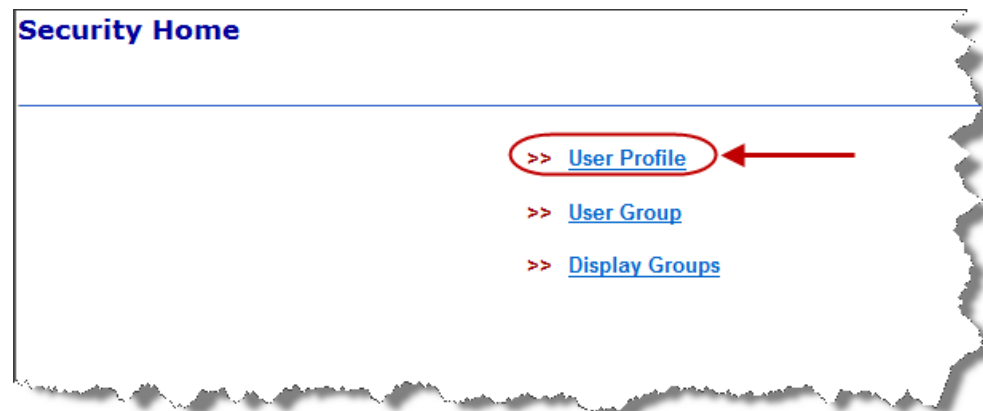 Security Home
>> User Profile
>> User Group
>> Display Groups